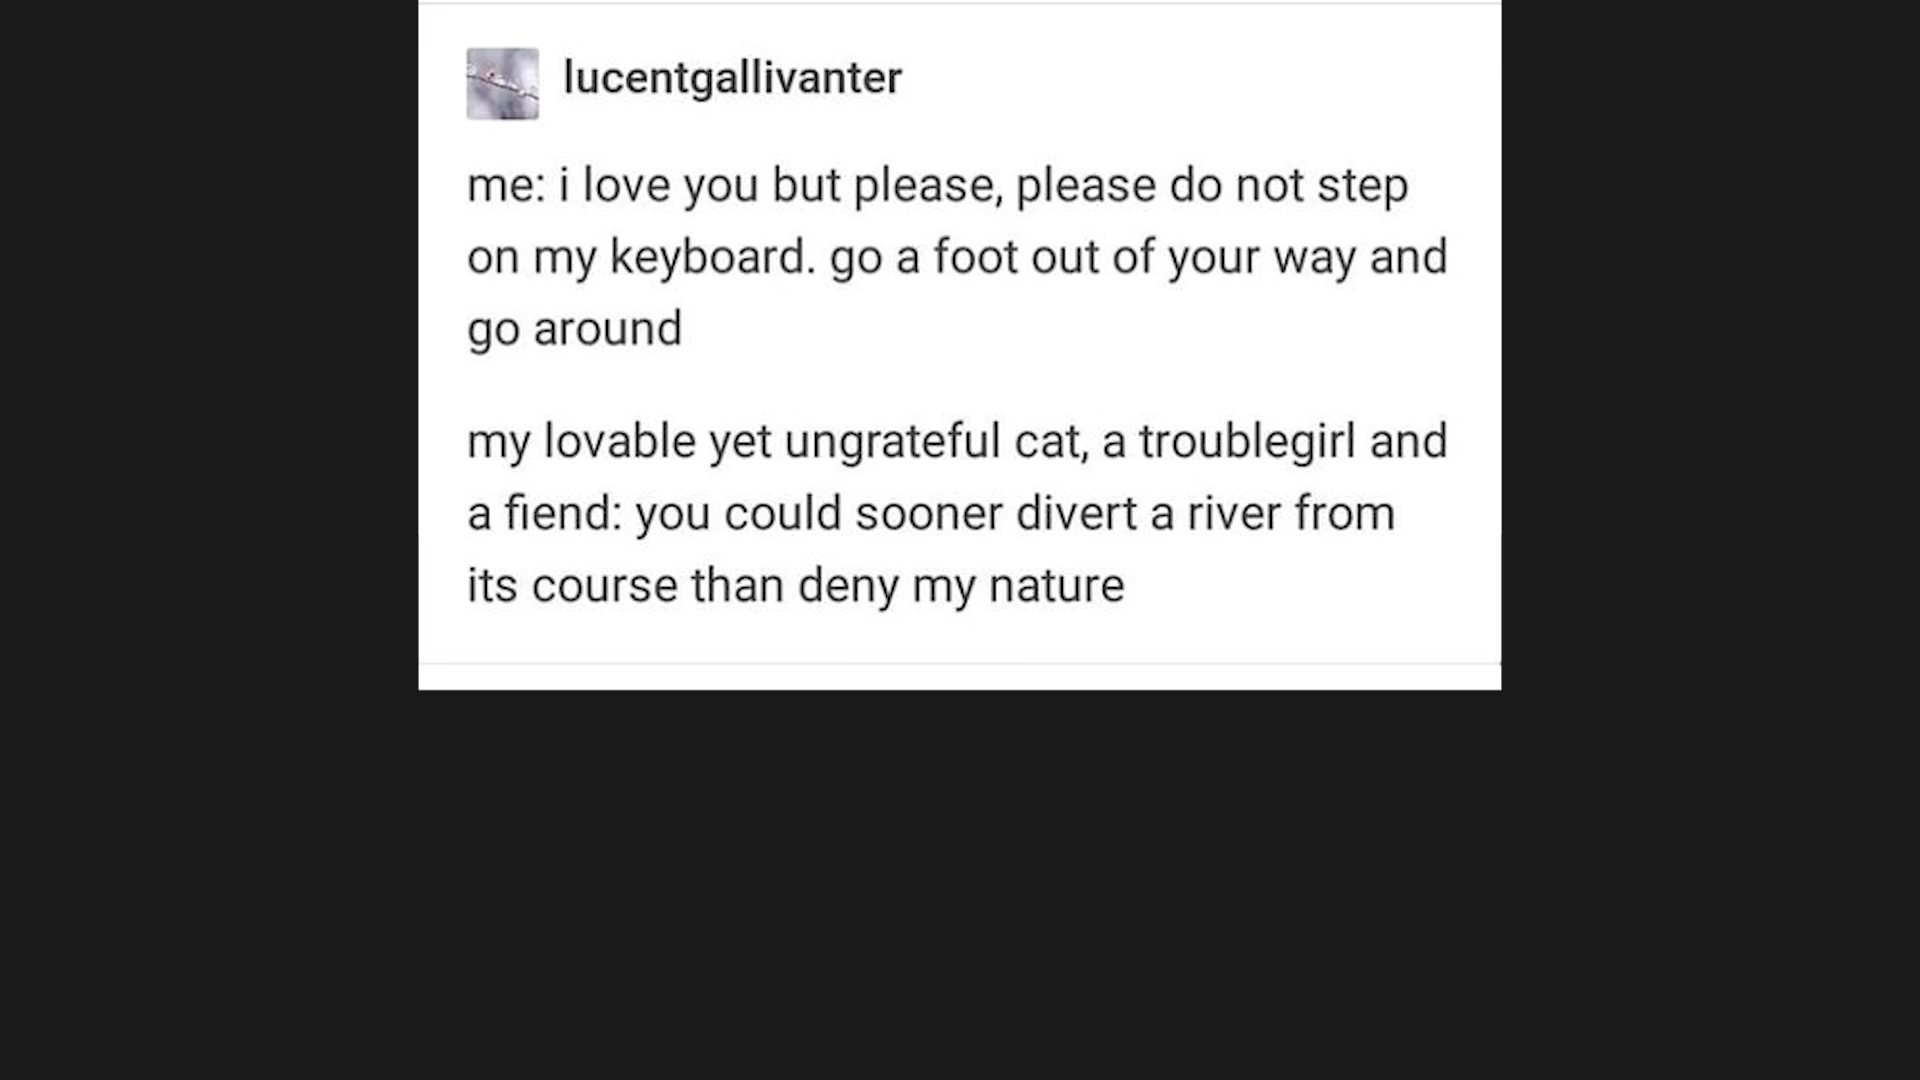 lucentgallivanter
me: i love you but please, please do not step
on my keyboard. go a foot out of your way and
go around
my lovable yet ungrateful cat, a troublegirl and
a fiend: you could sooner divert a river from
its course than deny my nature